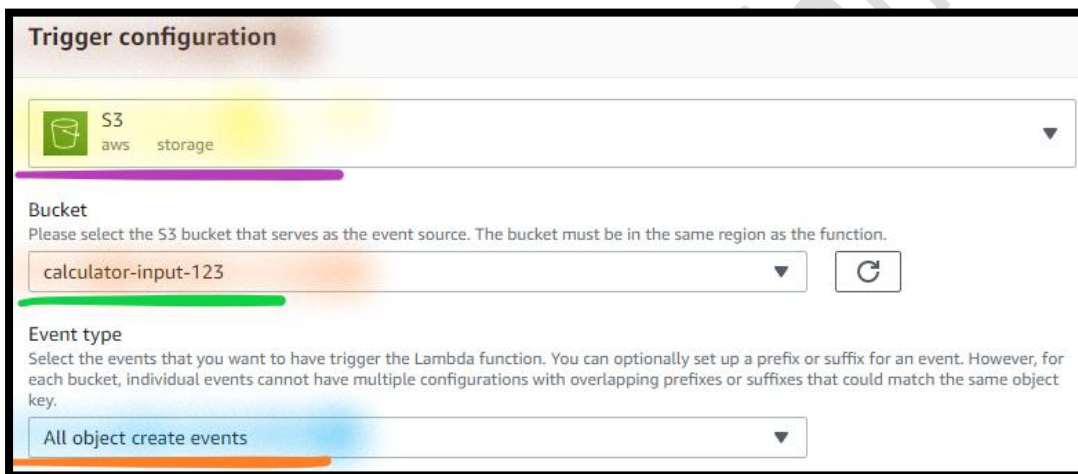 Trigger configuration
S3
aws storage
Bucket
Please select the S3 bucket that serves as the event source. The bucket must be in the same region as the function.
calculator-input-123
Event type
Select the events that you want to have trigger the Lambda function. You can optionally set up a prefix or suffix for an event. However, for
each bucket, individual events cannot have multiple configurations with overlapping prefixes or suffixes that could match the same object
key.
All object create events